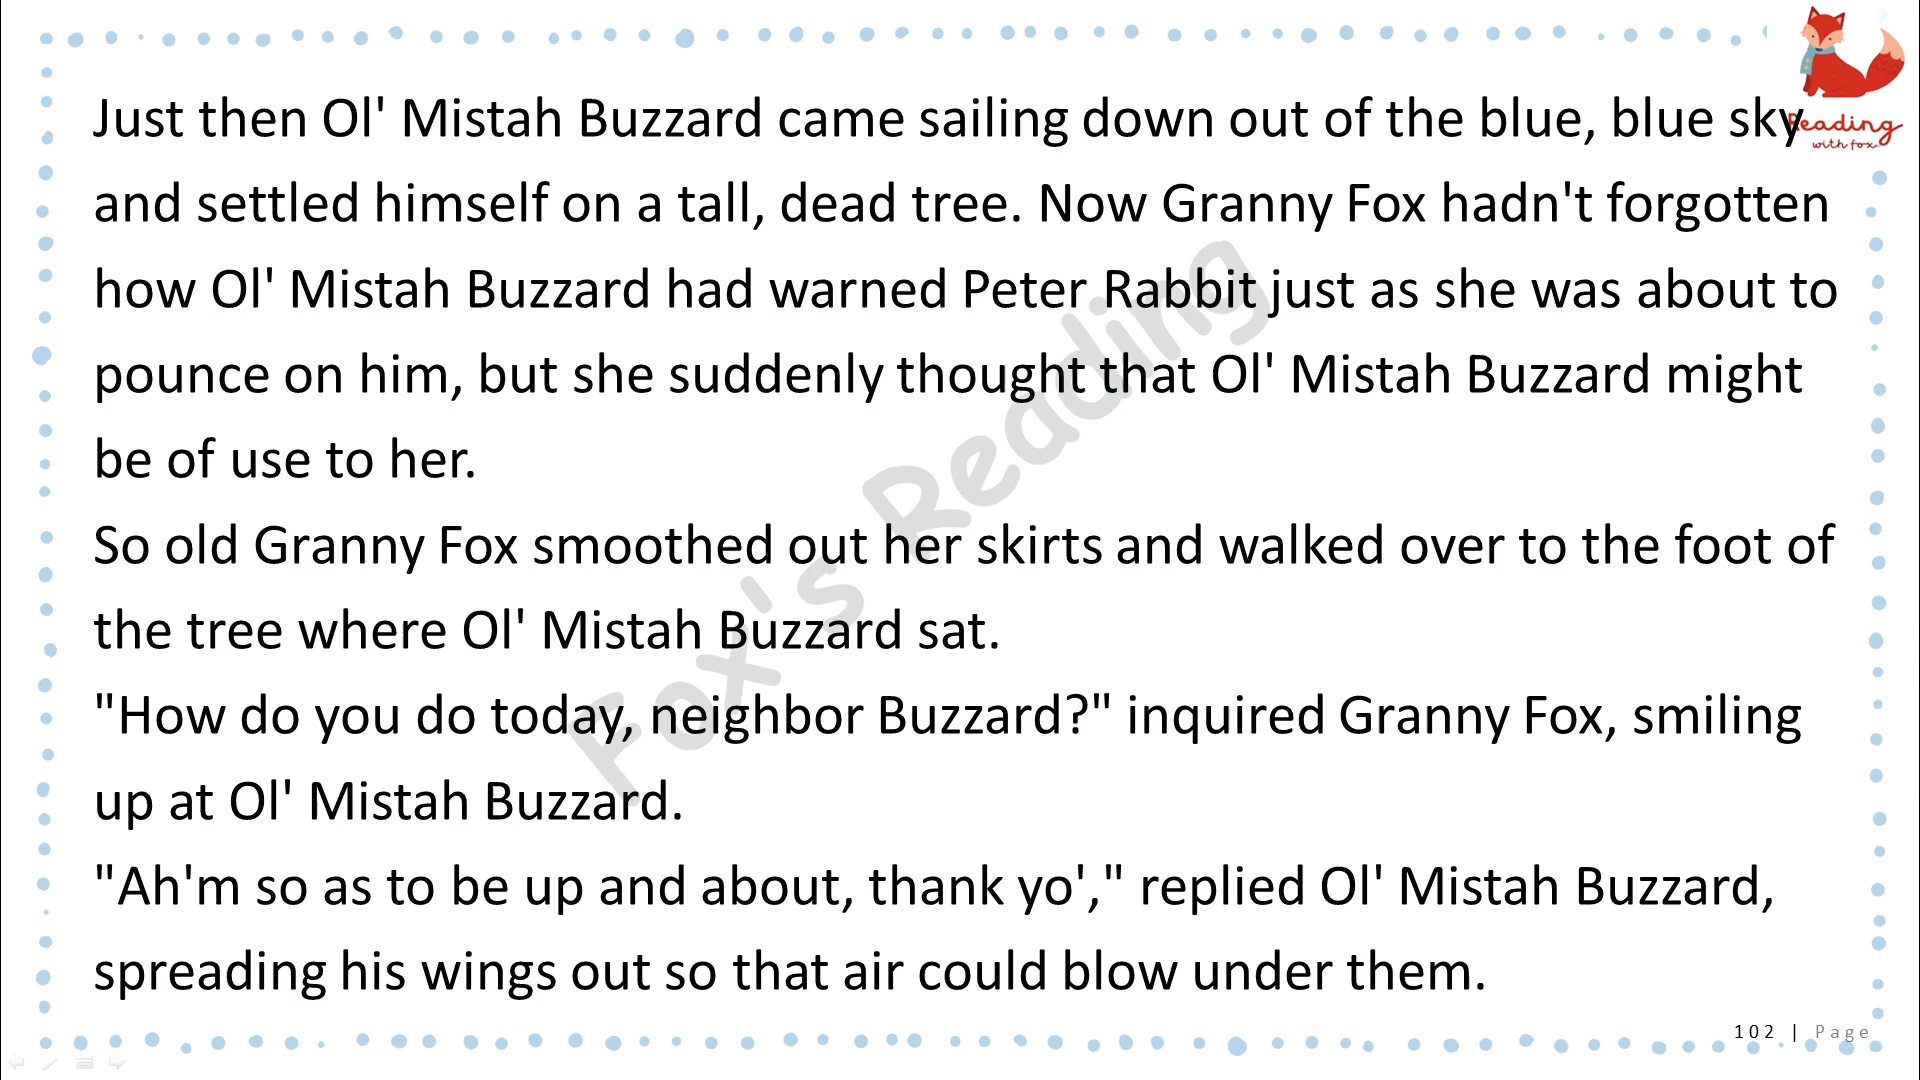 Just then Ol' Mistah Buzzard came sailing down out of the blue, blue sky
and settled himself on a tall, dead tree. Now Granny Fox hadn't forgotten
how Ol' Mistah Buzzard had warned Peter Rabbit just as she was about to
pounce on him, but she suddenly thought that Ol' Mistah Buzzard might
be of use to her.
So old Granny Fox smoothed out her skirts and walked over to the foot of
the tree where Ol' Mistah Buzzard sat.
"How do you do today, neighbor Buzzard?" inquired Granny Fox, smiling
up at Ol' Mistah Buzzard.
"Ah'm so as to be up and about, thank yo'," replied Ol' Mistah Buzzard,
spreading his wings out so that air could blow under them.
Reading
with fox
Fox's Reading
102 | Page